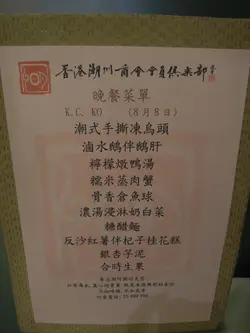 香港潮州商會會員俱樂部
晚餐菜單
K.C. KO (8月8日)
潮式手撕凍烏頭
滷水鵝伴鵝肝
檸檬燉鴨湯
糯米蒸肉蟹
骨香倉魚球
濃湯浸淋奶白菜
糖醋麵
反沙紅薯伴杞子桂花糕
銀杏芋泥
合時生果